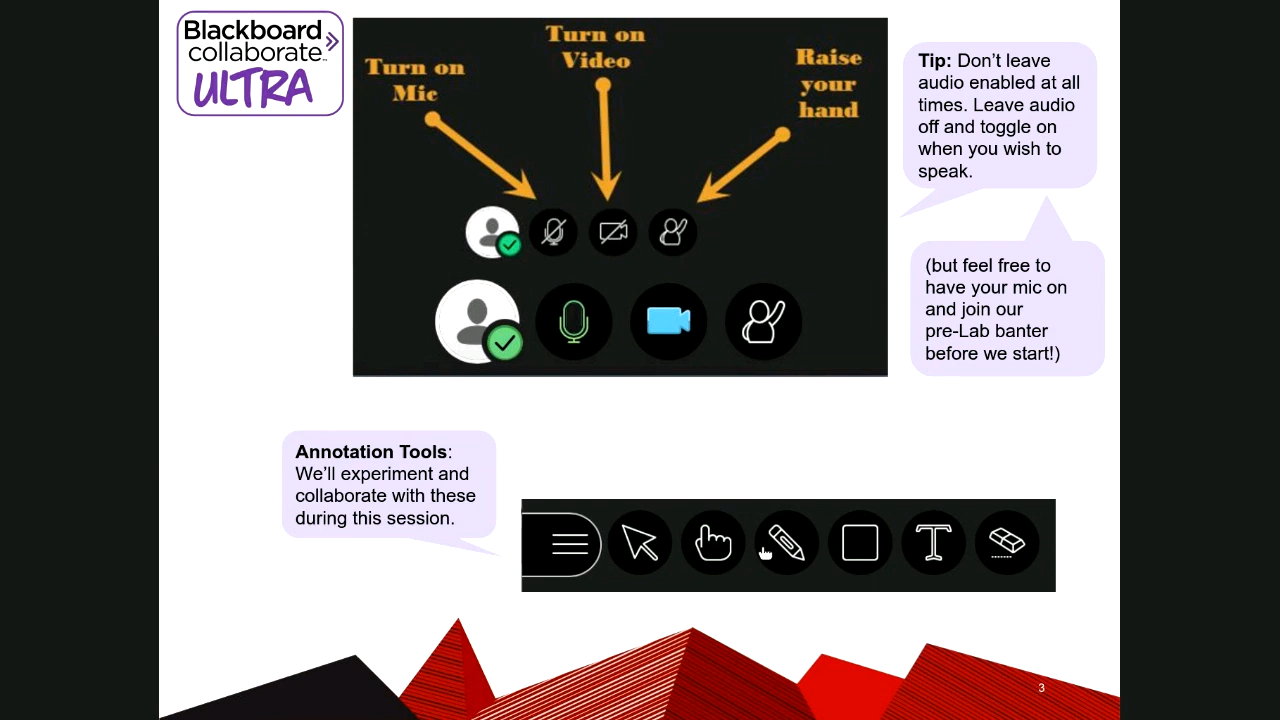 Blackboard
collaborate™
ULTRA
Turn on
Mic
Turn on
Video
Raise
your
hand
Tip: Don’t leave
audio enabled at all
times. Leave audio
off and toggle on
when you wish to
speak.
(but feel free to
have your mic on
and join our
pre-Lab banter
before we start!)
Annotation Tools:
We’ll experiment and
collaborate with these
during this session.
T
3